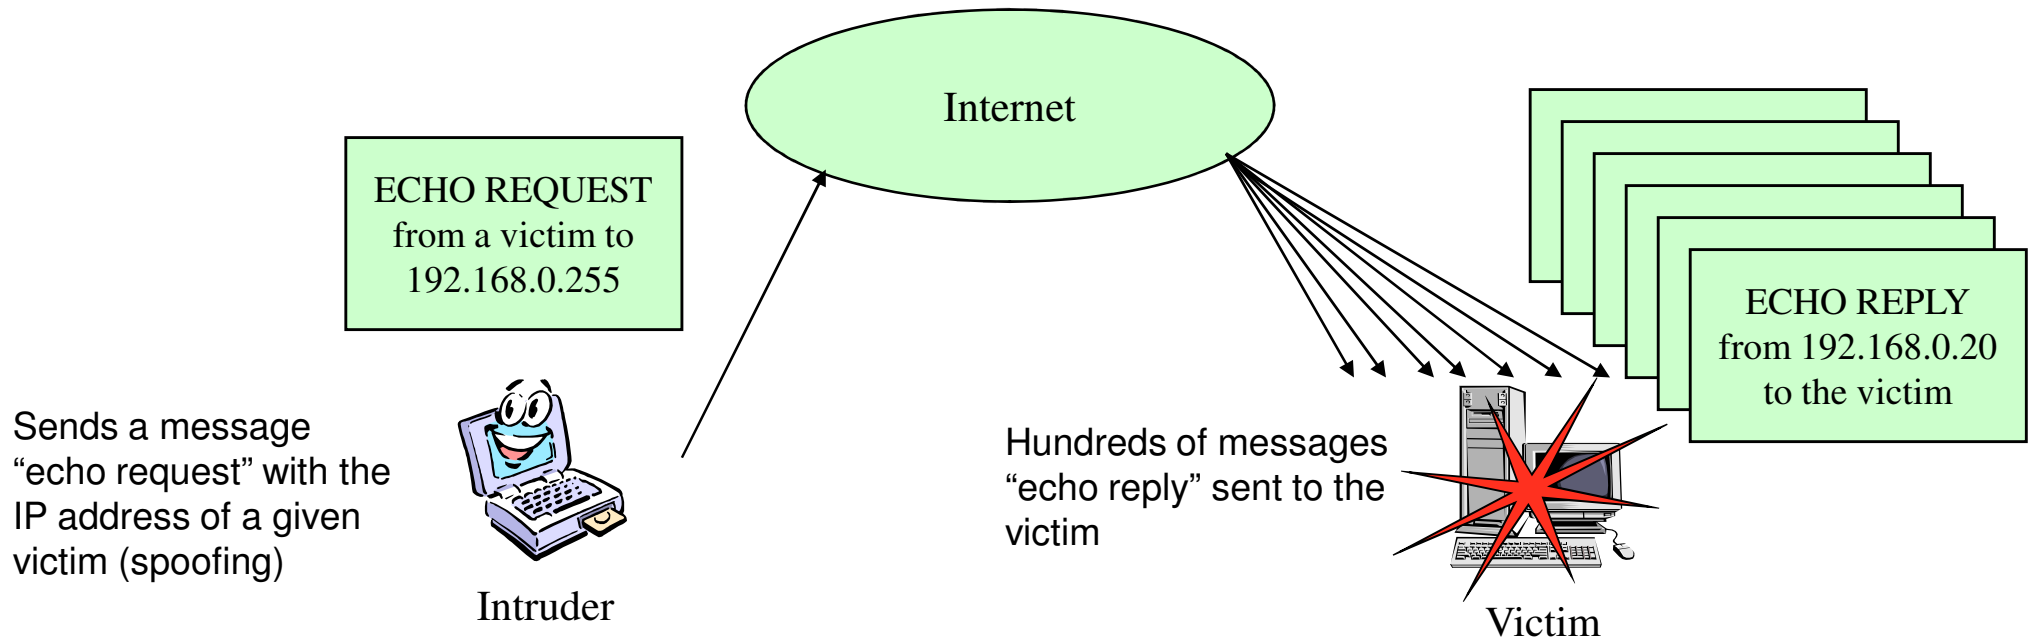 Internet
ECHO REQUEST
from a victim to
192.168.0.255
ECHO REPLY
from 192.168.0.20
to the victim
Sends a message
“echo request” with the
IP address of a given
victim (spoofing)
Hundreds of messages
“echo reply” sent to the
victim
Intruder
Victim